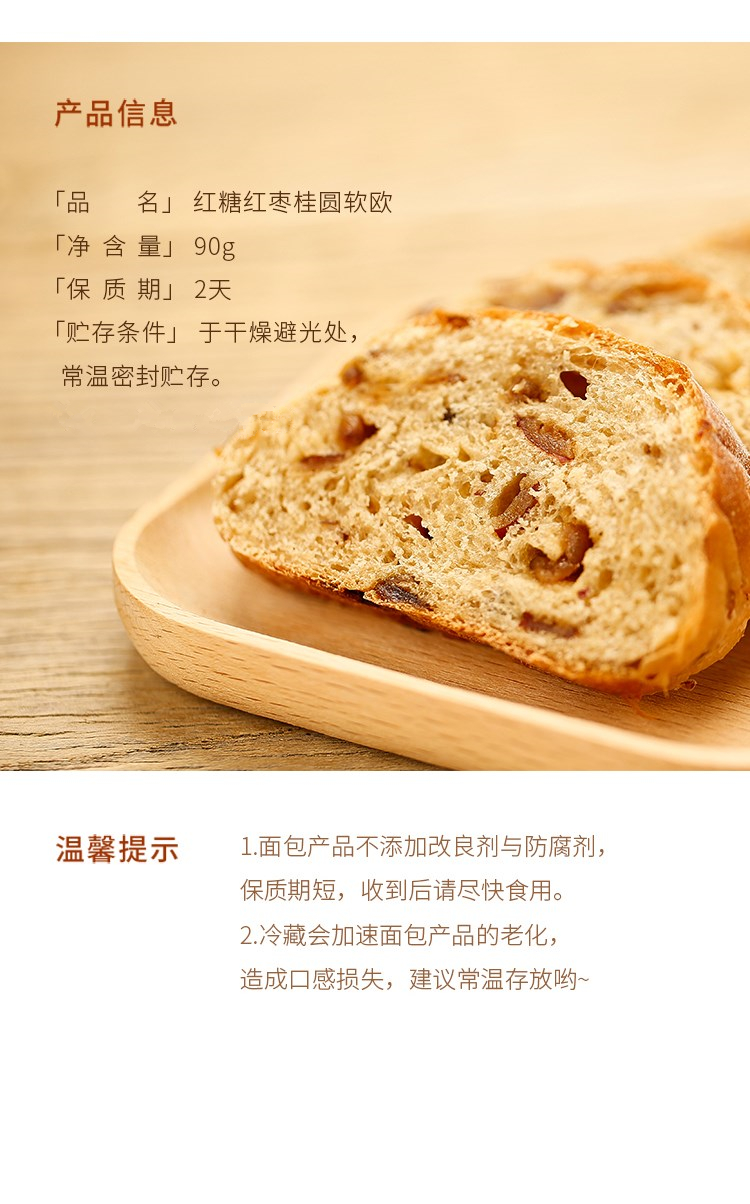 产品信息
「品 名」 红糖红枣桂圆软欧
「净 含 量」 90g
「保 质 期」 2天
「贮存条件」 于干燥避光处，
常温密封贮存。
温馨提示
1.面包产品不添加改良剂与防腐剂，
保质期短，收到后请尽快食用。
2.冷藏会加速面包产品的老化，
造成口感损失，建议常温存放哟~